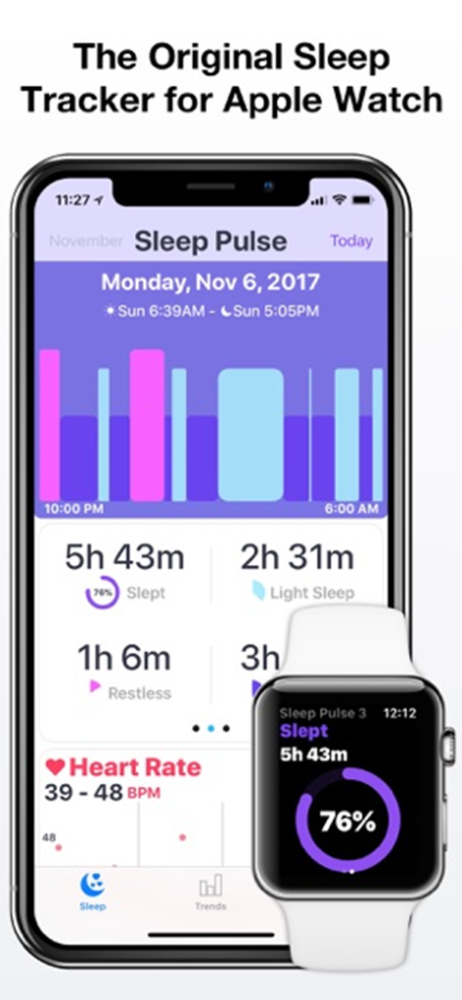 The Original Sleep
Tracker for Apple Watch
11:27
November Sleep Pulse Today
Monday, Nov 6, 2017
Sun 6:39AM - Sun 5:05PM
10:00 PM 6:00 AM
5h 43m 2h 31m
76% Slept Light Sleep
1h 6m 3h
Restless
Heart Rate
39 - 48 BPM
48
Sleep Trends
Sleep Pulse 3 12:12
Slept
5h 43m
76%